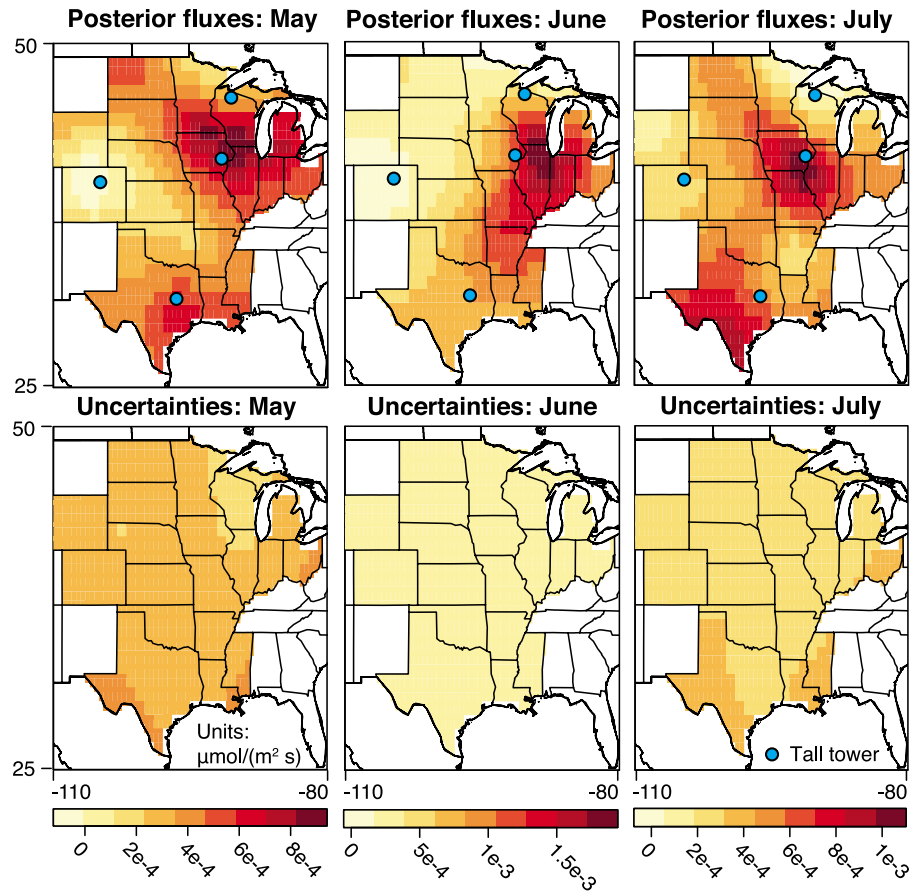 Posterior fluxes: May
Posterior fluxes: June
Posterior fluxes: July
50
25
Uncertainties: May
Uncertainties: June
Uncertainties: July
50
25
Units:
μmol/(m² s)
Tall tower
-110
-80
-110
-80
-110
-80
0
2e-4
4e-4
6e-4
8e-4
0
5e-4
1e-3
1.5e-3
0
2e-4
4e-4
6e-4
8e-4
1e-3